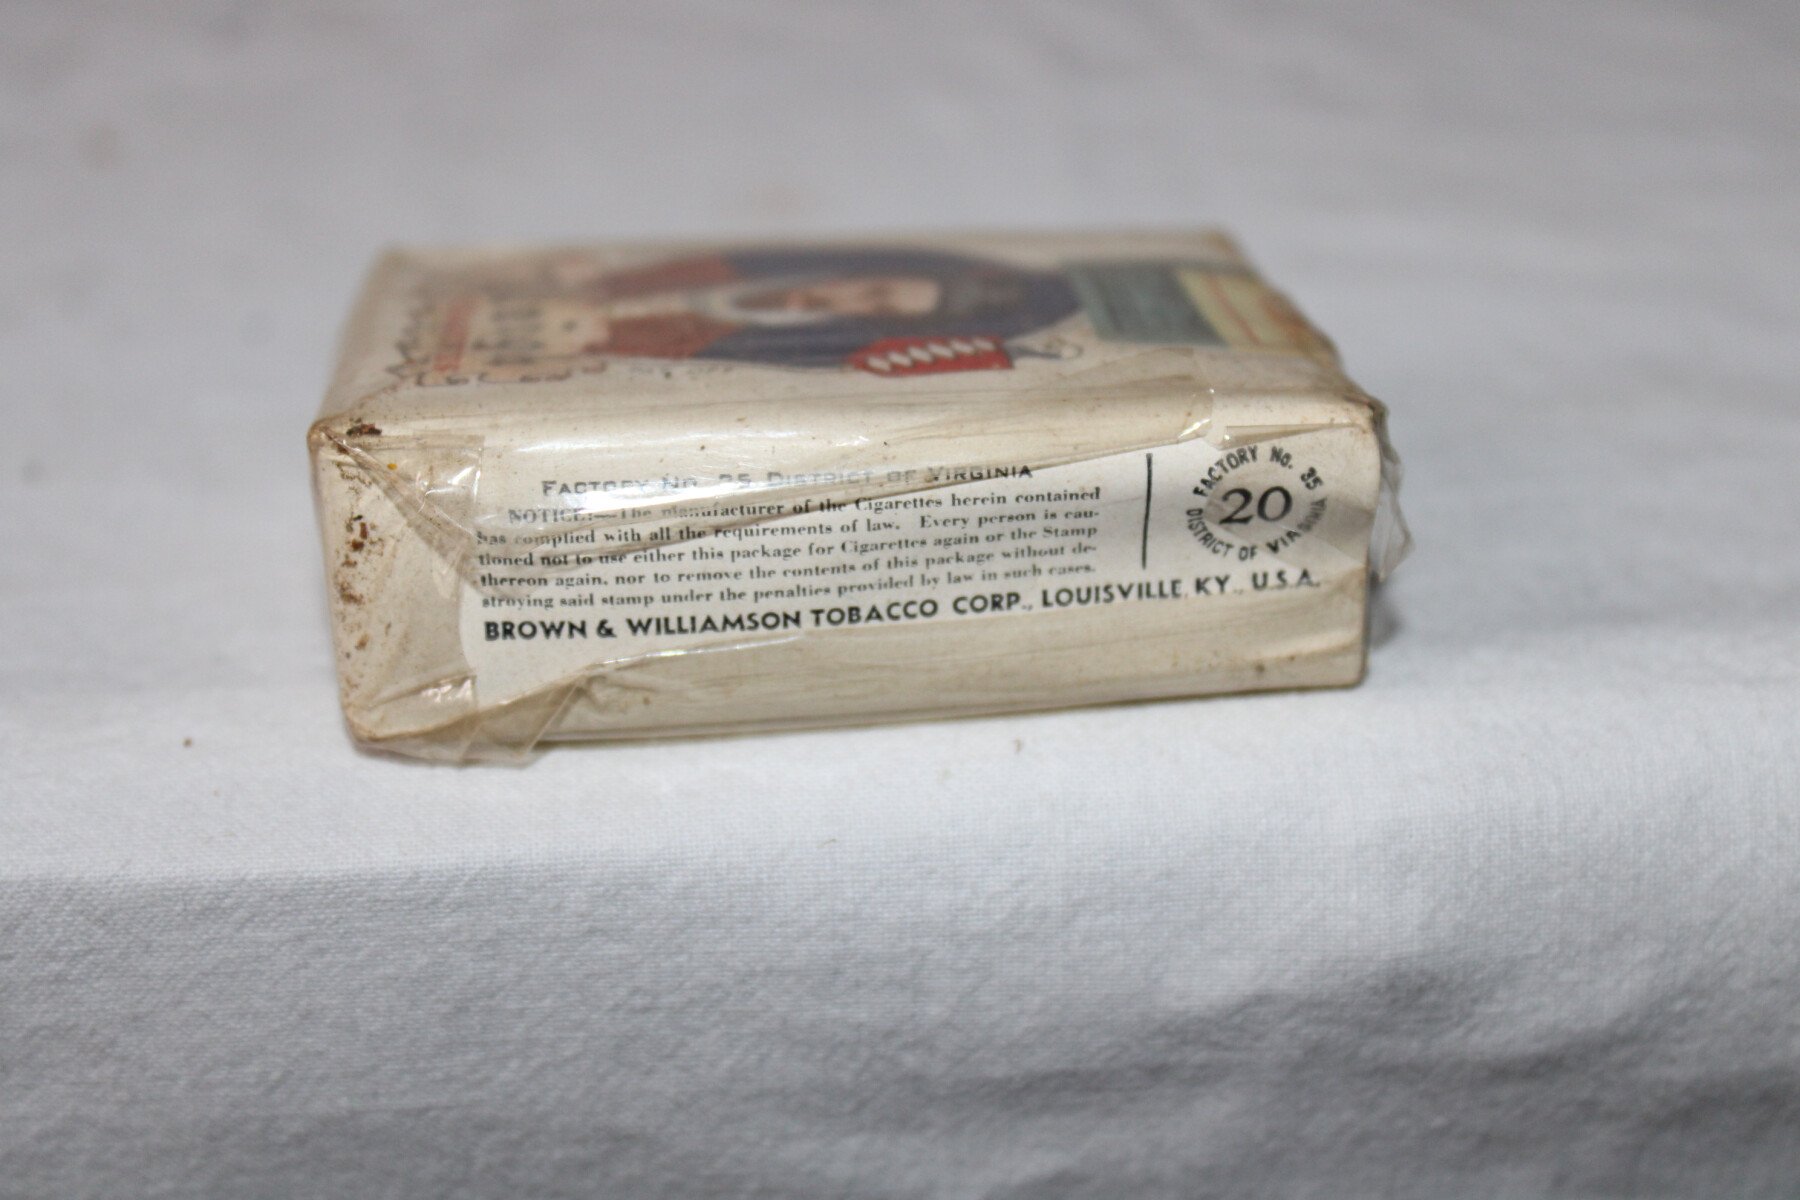 FACTORY NO. 35 DISTRICT OF VIRGINIA
NOTICE.—The manufacturer of the Cigarettes herein contained
has complied with all the requirements of law. Every person is cau-
tioned not to use either this package for Cigarettes again or the Stamp
thereon again, nor to remove the contents of this package without de-
stroying said stamp under the penalties provided by law in such cases.
BROWN & WILLIAMSON TOBACCO CORP., LOUISVILLE, KY., U.S.A.
FACTORY NO. 35
20
DISTRICT OF VIRGINIA